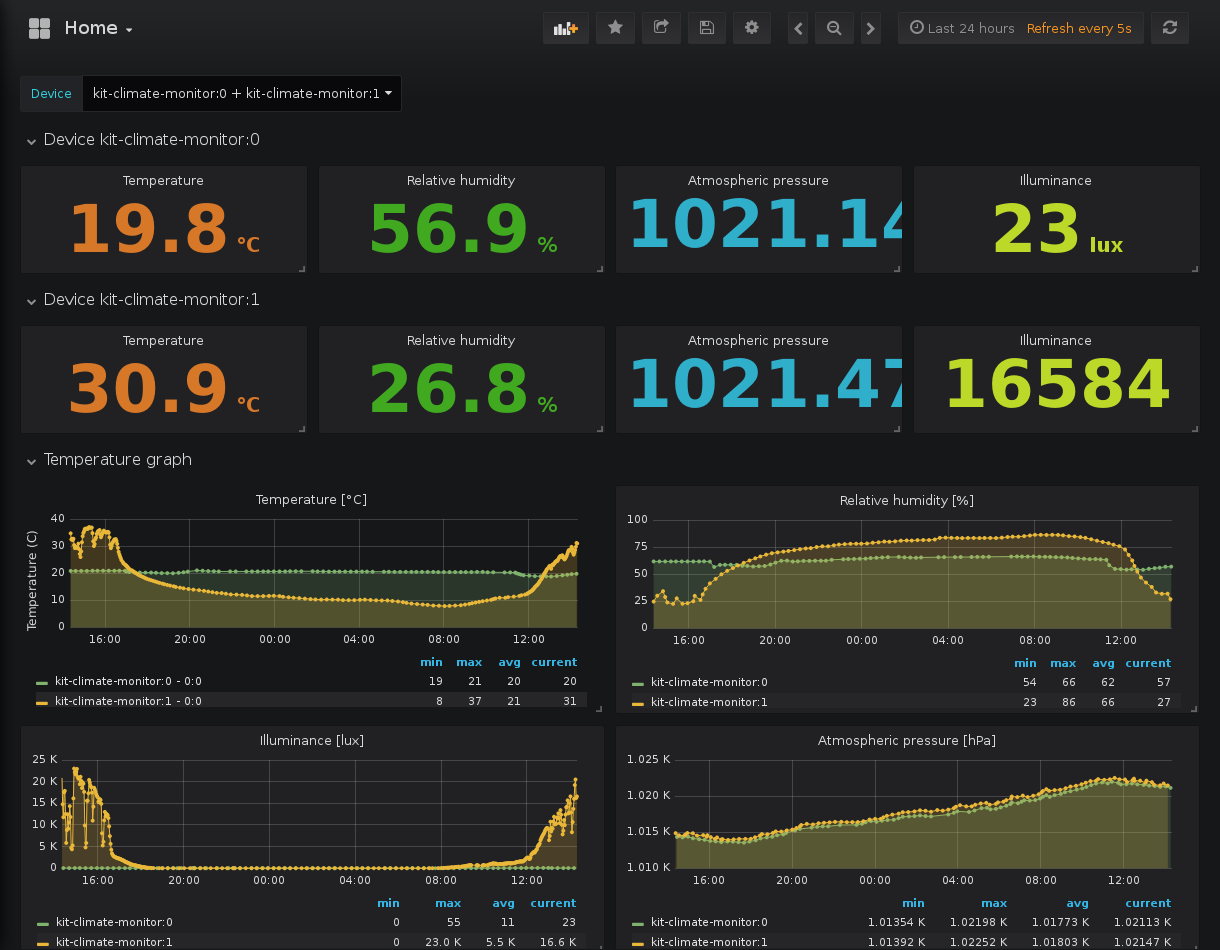 Home
Last 24 hours Refresh every 5s
Device kit-climate-monitor:0 + kit-climate-monitor:1
Device kit-climate-monitor:0
Temperature Relative humidity Atmospheric pressure Illuminance
19.8 °C 56.9 % 1021.14 23 lux
Device kit-climate-monitor:1
Temperature Relative humidity Atmospheric pressure Illuminance
30.9 °C 26.8 % 1021.47 16584
Temperature graph
Temperature [°C]
Temperature (C)
40
30
20
10
0
16:00 20:00 00:00 04:00 08:00 12:00
min max avg current
kit-climate-monitor:0 - 0:0 19 21 20 20
kit-climate-monitor:1 - 0:0 8 37 21 31
Relative humidity [%]
100
75
50
25
0
16:00 20:00 00:00 04:00 08:00 12:00
min max avg current
kit-climate-monitor:0 54 66 62 57
kit-climate-monitor:1 23 86 66 27
Illuminance [lux]
25 K
20 K
15 K
10 K
5 K
0
16:00 20:00 00:00 04:00 08:00 12:00
min max avg current
kit-climate-monitor:0 0 55 11 23
kit-climate-monitor:1 0 23.0 K 5.5 K 16.6 K
Atmospheric pressure [hPa]
1.025 K
1.020 K
1.015 K
1.010 K
16:00 20:00 00:00 04:00 08:00 12:00
min max avg current
kit-climate-monitor:0 1.01354 K 1.02198 K 1.01773 K 1.02113 K
kit-climate-monitor:1 1.01392 K 1.02252 K 1.01803 K 1.02147 K